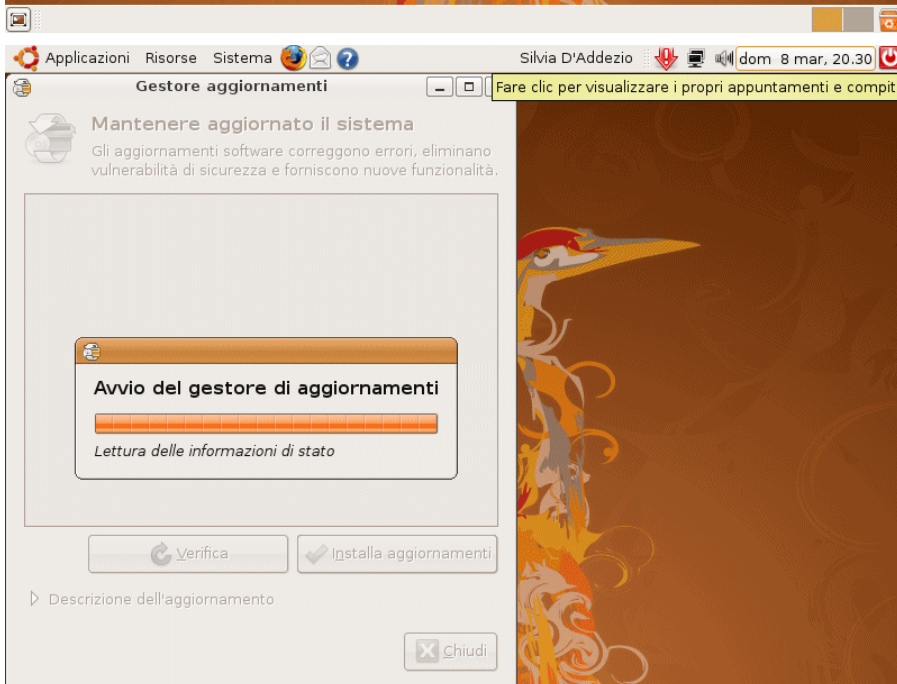 Applicazioni Risorse Sistema Silvia D'Addezio dom 8 mar, 20.30
Gestore aggiornamenti
Fare clic per visualizzare i propri appuntamenti e compit
Mantenere aggiornato il sistema
Gli aggiornamenti software correggono errori, eliminano
vulnerabilità di sicurezza e forniscono nuove funzionalità.
Avvio del gestore di aggiornamenti
Lettura delle informazioni di stato
Verifica Installa aggiornamenti
Descrizione dell'aggiornamento
Chiudi